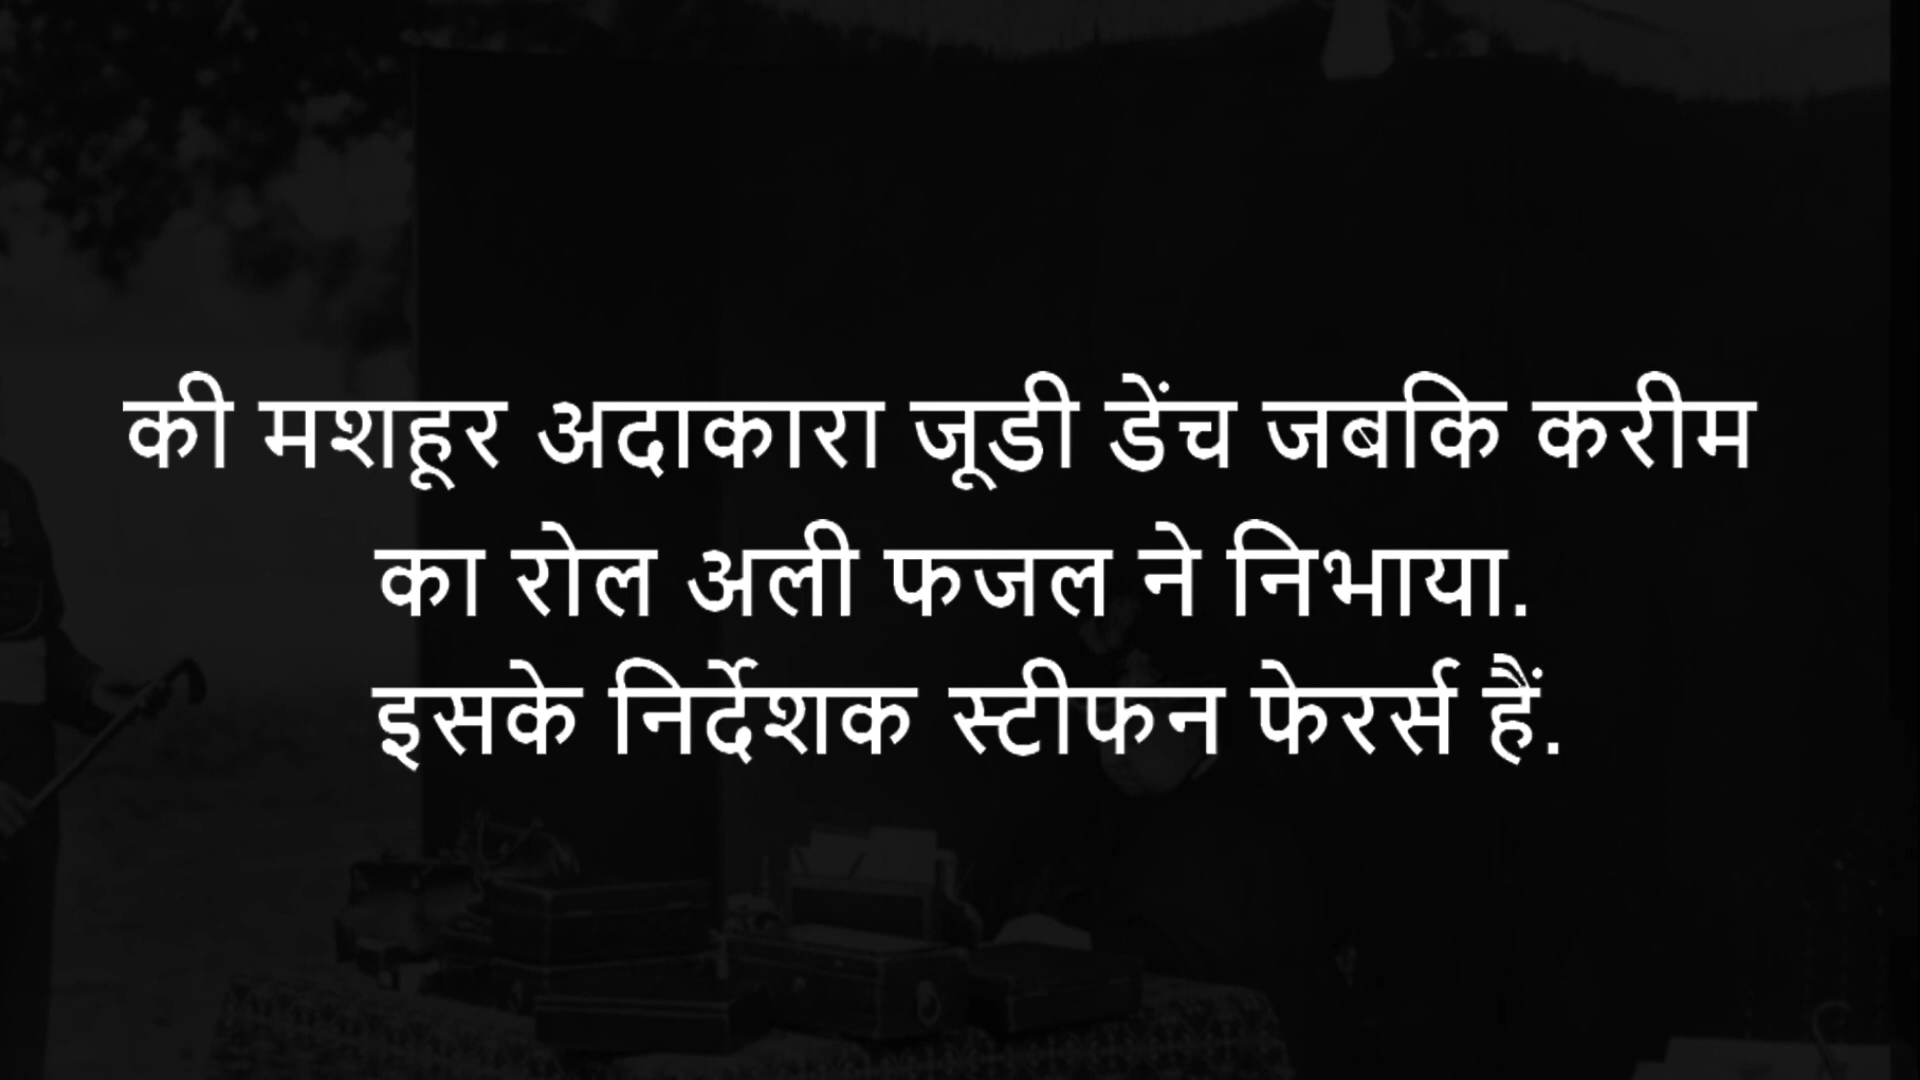 की मशहूर अदाकारा जूडी डेंच जबकि करीम
का रोल अली फजल ने निभाया.
इसके निर्देशक स्टीफन फेरर्स हैं.